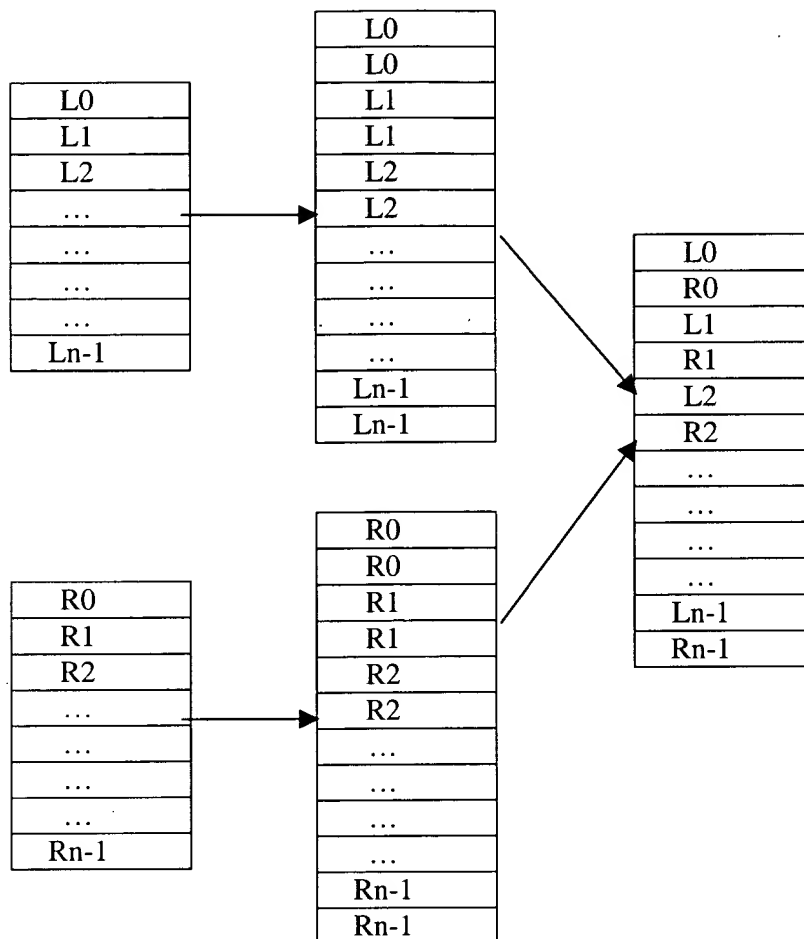 L0
L1
L2
…
…
…
…
Ln-1
L0
L0
L1
L1
L2
L2
…
…
…
…
Ln-1
Ln-1
R0
R1
R2
…
…
…
…
Rn-1
R0
R0
R1
R1
R2
R2
…
…
…
…
Rn-1
Rn-1
L0
R0
L1
R1
L2
R2
…
…
…
…
Ln-1
Rn-1